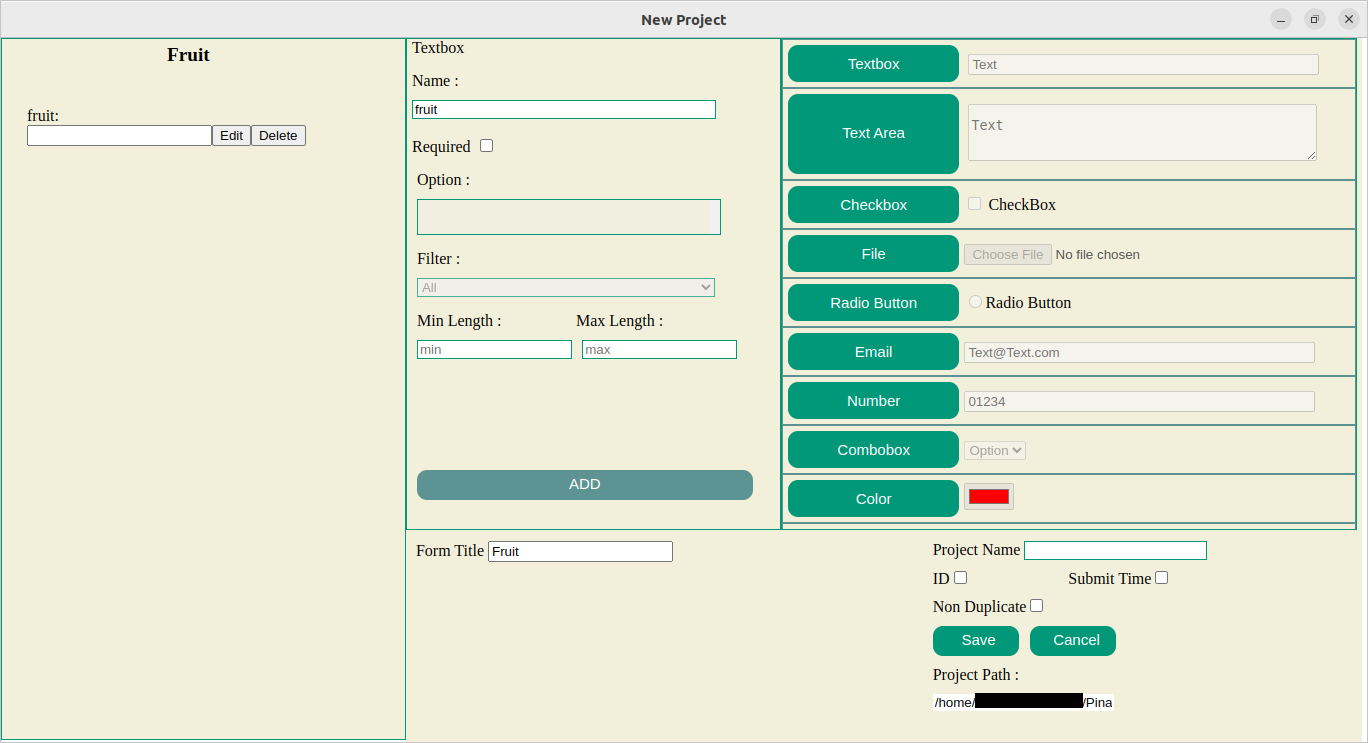 New Project
Fruit
fruit:
Edit Delete
Textbox
Name :
fruit
Required
Option :
Filter :
All
Min Length : Max Length :
min max
ADD
Textbox Text
Text Area Text
Checkbox CheckBox
File Choose File No file chosen
Radio Button Radio Button
Email Text@Text.com
Number 01234
Combobox Option
Color
Form Title Fruit
Project Name
ID Submit Time
Non Duplicate
Save Cancel
Project Path :
/home/ /Pina